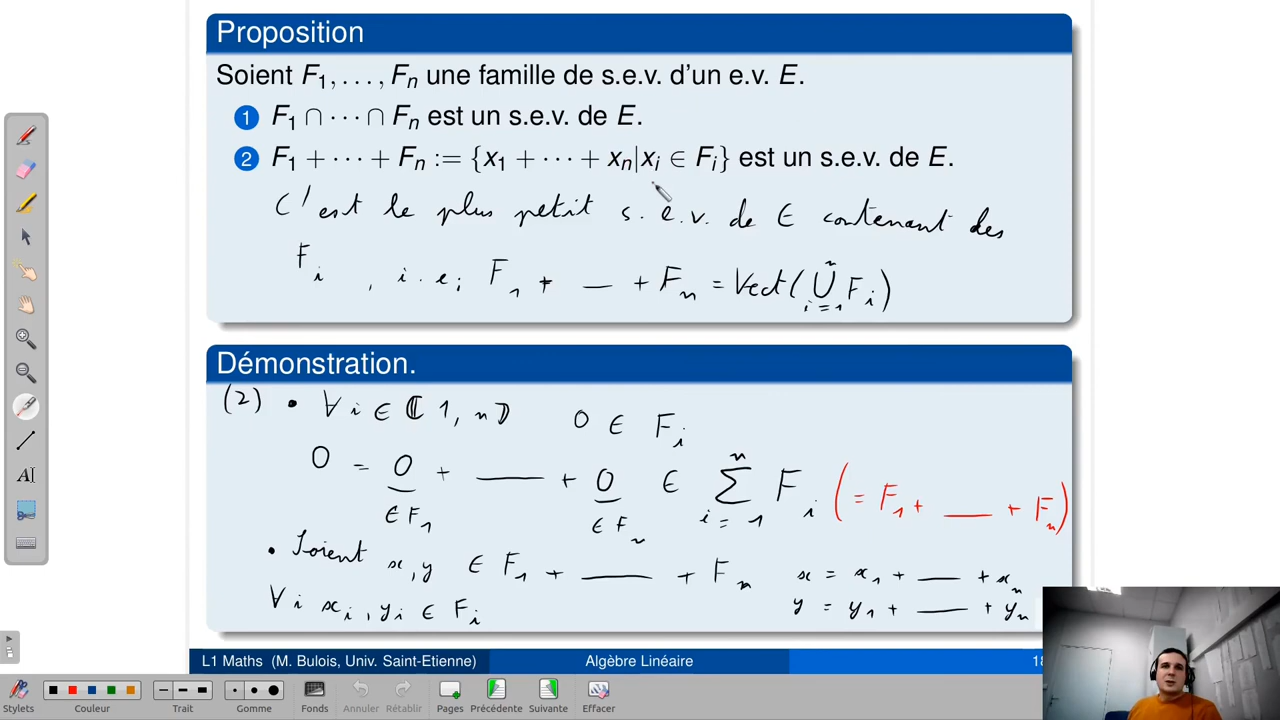 Proposition
Soient F₁, . . . , Fₙ une famille de s.e.v. d'un e.v. E.
1 F₁ ∩ · · · ∩ Fₙ est un s.e.v. de E.
2 F₁ + · · · + Fₙ := {x₁ + · · · + xₙ|xᵢ ∈ Fᵢ} est un s.e.v. de E.
C'est le plus petit s.e.v. de E contenant des
Fᵢ, i.e; F₁ + — + Fₙ = Vect(⋃ᵢ₌₁ⁿ Fᵢ)
Démonstration.
(2) • ∀ i ∈ ⟦1, n⟧ 0 ∈ Fᵢ
0 = 0 + — + 0 ∈ ∑ᵢ₌₁ⁿ Fᵢ (= F₁ + — + Fₙ)
∈ F₁ ∈ Fₙ
• Soient x, y ∈ F₁ + — + Fₙ x = x₁ + — + xₙ
∀ i xᵢ, yᵢ ∈ Fᵢ y = y₁ + — + yₙ
L1 Maths (M. Bulois, Univ. Saint-Etienne) Algèbre Linéaire 18
Stylets Couleur Trait Gomme Fonds Annuler Rétablir Pages Précédente Suivante Effacer